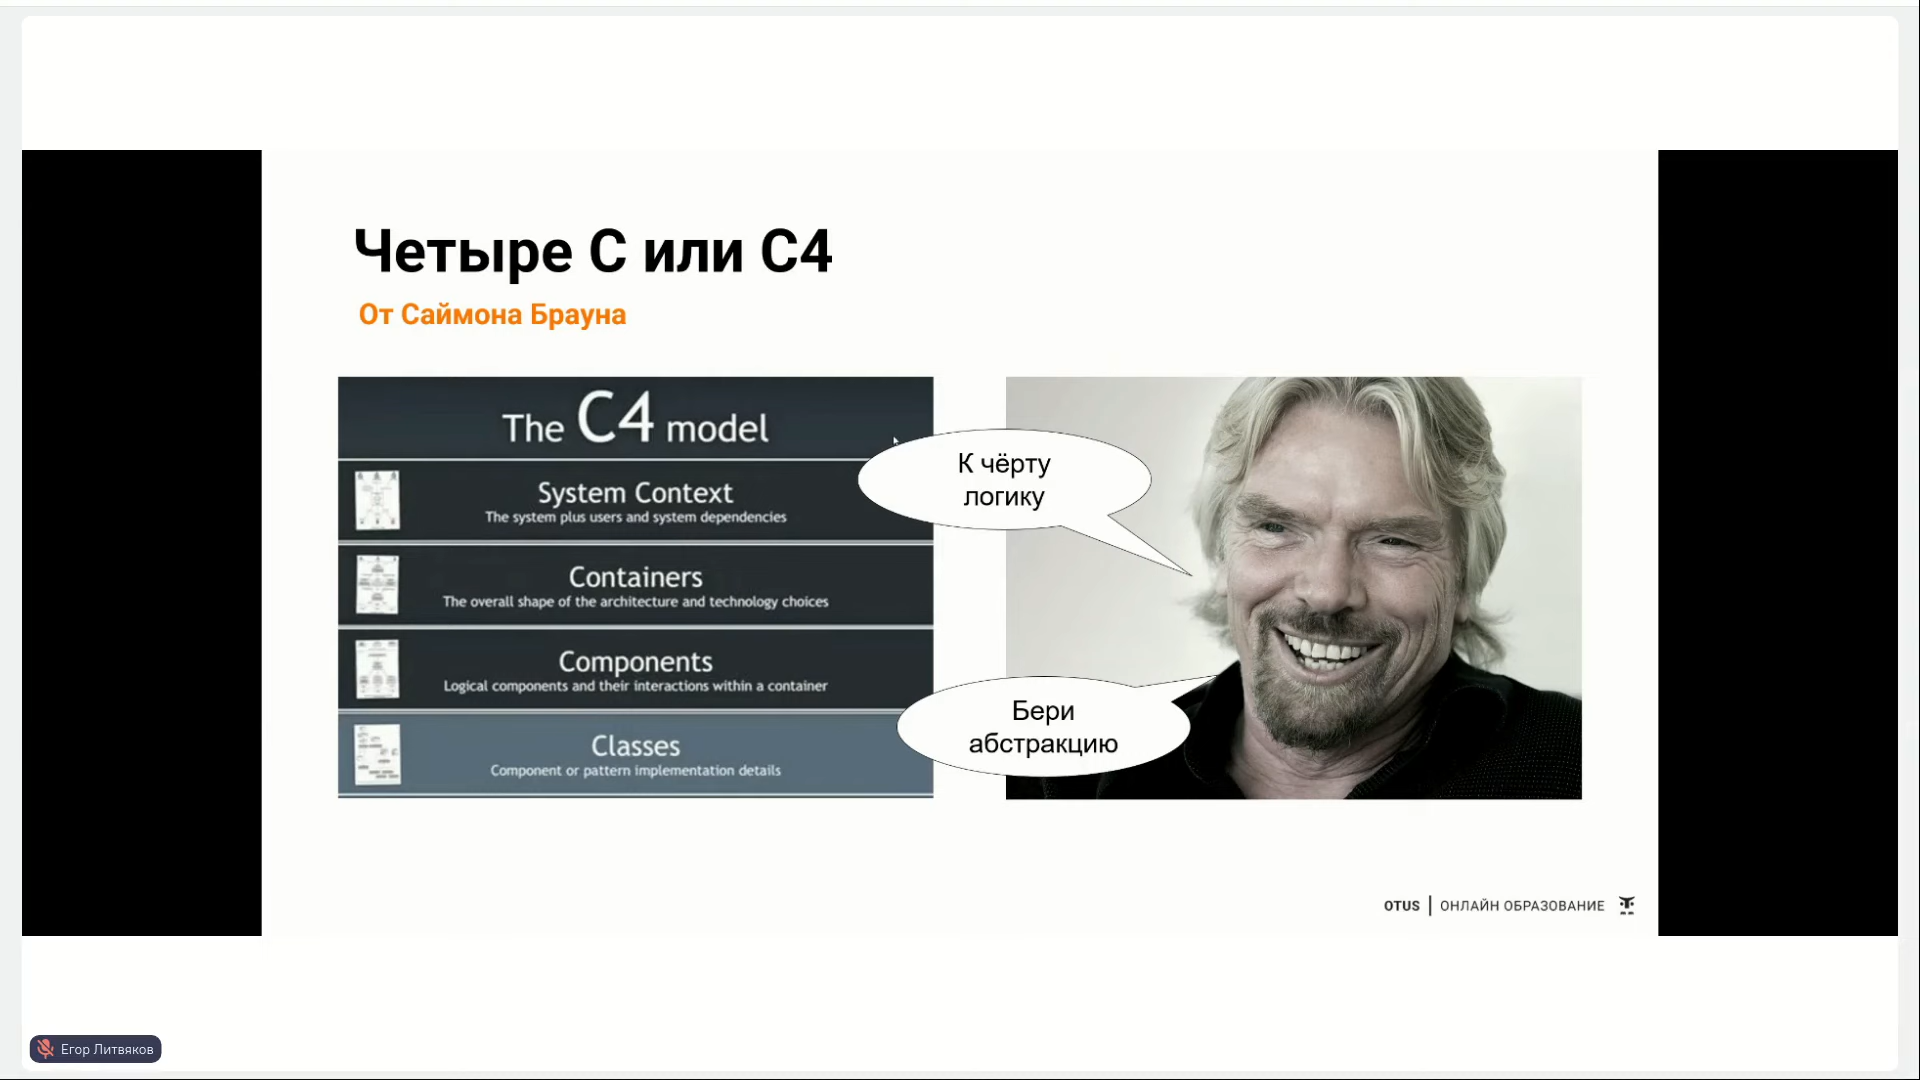 Четыре С или С4
От Саймона Брауна
The C4 model
System Context
The system plus users and system dependencies
Containers
The overall shape of the architecture and technology choices
Components
Logical components and their interactions within a container
Classes
Component or pattern implementation details
К чёрту
логику
Бери
абстракцию
OTUS | ОНЛАЙН ОБРАЗОВАНИЕ
Егор Литвяков